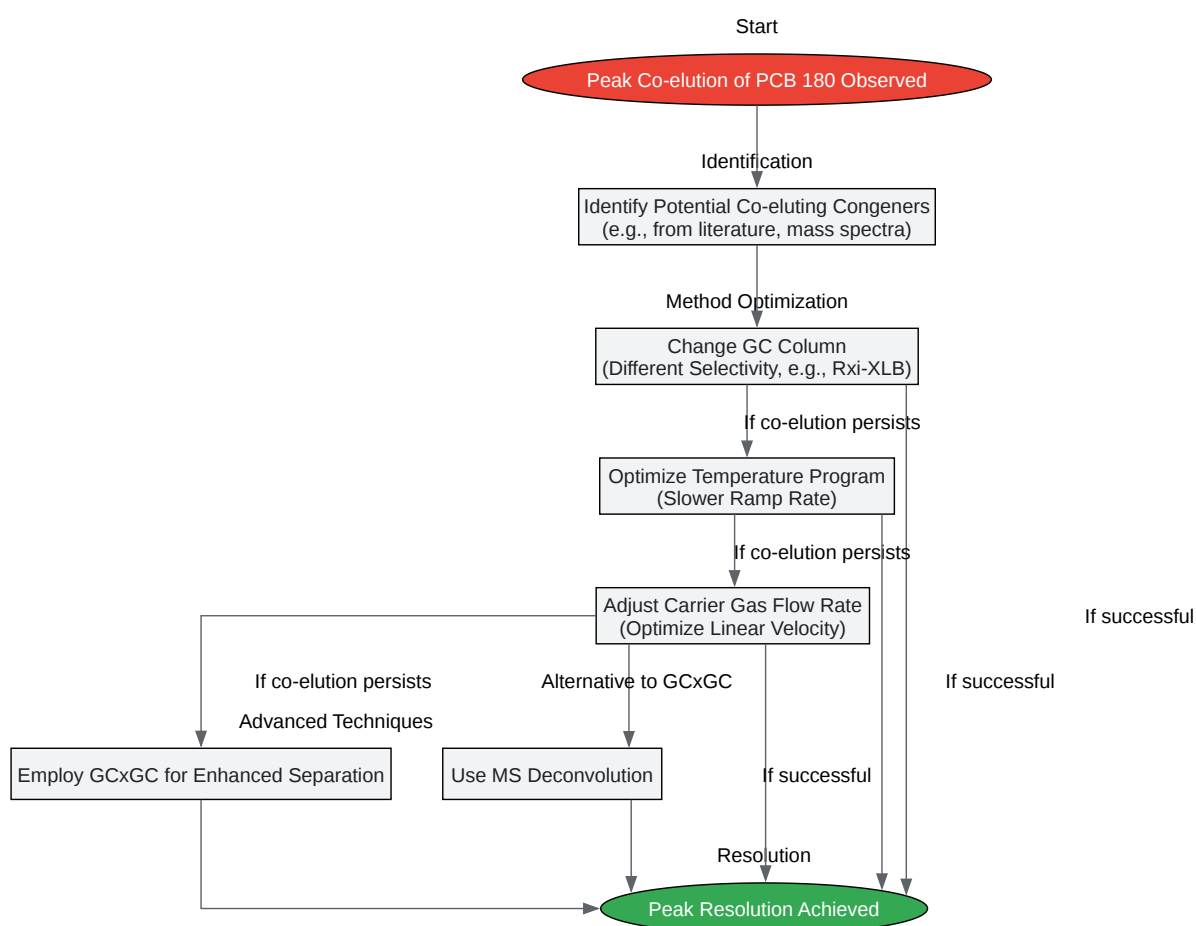 Start
Peak Co-elution of PCB 180 Observed
Identification
Identify Potential Co-eluting Congeners
(e.g., from literature, mass spectra)
Method Optimization
Change GC Column
(Different Selectivity, e.g., Rxi-XLB)
If co-elution persists
Optimize Temperature Program
(Slower Ramp Rate)
If co-elution persists
Adjust Carrier Gas Flow Rate
(Optimize Linear Velocity)
If successful
If co-elution persists
Alternative to GCxGC
If successful
Advanced Techniques
Employ GCxGC for Enhanced Separation
Use MS Deconvolution
If successful
Resolution
Peak Resolution Achieved